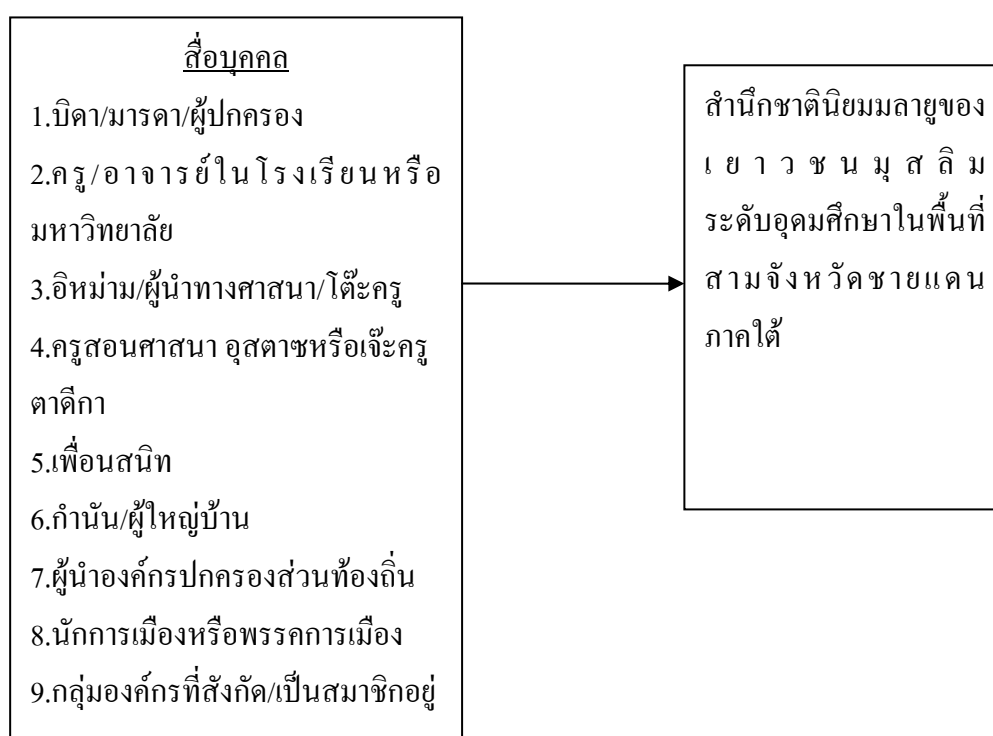 สื่อบุคคล
1.บิดา/มารดา/ผู้ปกครอง
2.ครู/อาจารย์ในโรงเรียนหรือ
มหาวิทยาลัย
3.อิหม่าม/ผู้นำทางศาสนา/โต๊ะครู
4.ครูสอนศาสนา อุสตาซหรือเจ๊ะครู
ตาดีกา
5.เพื่อนสนิท
6.กำนัน/ผู้ใหญ่บ้าน
7.ผู้นำองค์กรปกครองส่วนท้องถิ่น
8.นักการเมืองหรือพรรคการเมือง
9.กลุ่มองค์กรที่สังกัด/เป็นสมาชิกอยู่
สำนึกชาตินิยมมลายูของ
เยาวชนมุสลิม
ระดับอุดมศึกษาในพื้นที่
สามจังหวัดชายแดน
ภาคใต้